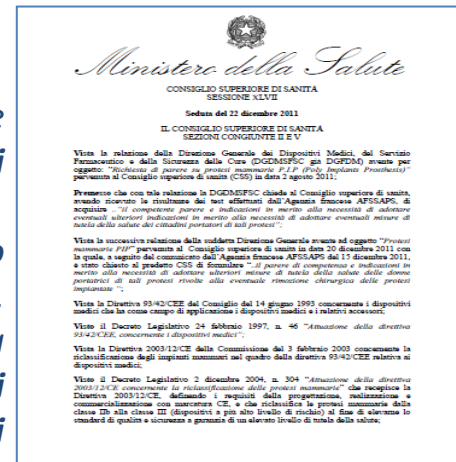 Ministero della Salute
CONSIGLIO SUPERIORE DI SANITÀ
SESSIONE XLVII
Seduta del 22 dicembre 2011
IL CONSIGLIO SUPERIORE DI SANITÀ
SEZIONI CONGIUNTE II E V
Vista la relazione della Direzione Generale dei Dispositivi Medici, del Servizio
Farmaceutico e della Sicurezza delle Cure (DGDMSFSC già DGFDM) avente per
oggetto: "Richiesta di parere su protesi mammarie P.I.P (Poly Implants Prosthesis)"
pervenuta al Consiglio superiore di sanità (CSS) in data 2 agosto 2011;
Premesso che con tale relazione la DGDMSFSC chiede al Consiglio superiore di sanità,
avendo ricevuto le risultanze dei test effettuati dall'Agenzia francese AFSSAPS, di
acquisire .."il competente parere e indicazioni in merito alla necessità di adottare
eventuali ulteriori indicazioni in merito alla necessità di adottare eventuali misure di
tutela della salute dei cittadini portatori di tali protesi";
Vista la successiva relazione della suddetta Direzione Generale avente ad oggetto "Protesi
mammarie PIP" pervenuta al Consiglio superiore di sanità in data 20 dicembre 2011 con
la quale, a seguito del comunicato dell'Agenzia francese AFSSAPS del 15 dicembre 2011,
è stato chiesto al predetto CSS di formulare "..il parere di competenza e indicazioni in
merito alla necessità di adottare ulteriori misure di tutela della salute delle donne
portatrici di tali protesi rivolte alla eventuale rimozione chirurgica delle protesi
impiantate ";
Vista la Direttiva 93/42/CEE del Consiglio del 14 giugno 1993 concernente i dispositivi
medici che ha come campo di applicazione i dispositivi medici e i relativi accessori;
Visto il Decreto Legislativo 24 febbraio 1997, n. 46 "Attuazione della direttiva
93/42/CEE, concernente i dispositivi medici";
Vista la Direttiva 2003/12/CE della Commissione del 3 febbraio 2003 concernente la
riclassificazione degli impianti mammari nel quadro della direttiva 93/42/CEE relativa ai
dispositivi medici;
Visto il Decreto Legislativo 2 dicembre 2004, n. 304 "Attuazione della direttiva
2003/12/CE concernente la riclassificazione delle protesi mammarie" che recepisce la
Direttiva 2003/12/CE, definendo i requisiti della progettazione, realizzazione e
commercializzazione con marcatura CE, e che riclassifica le protesi mammarie dalla
classe IIb alla classe III (dispositivi a più alto livello di rischio) al fine di elevarne lo
standard di qualità e sicurezza a garanzia di un elevato livello di tutela della salute;